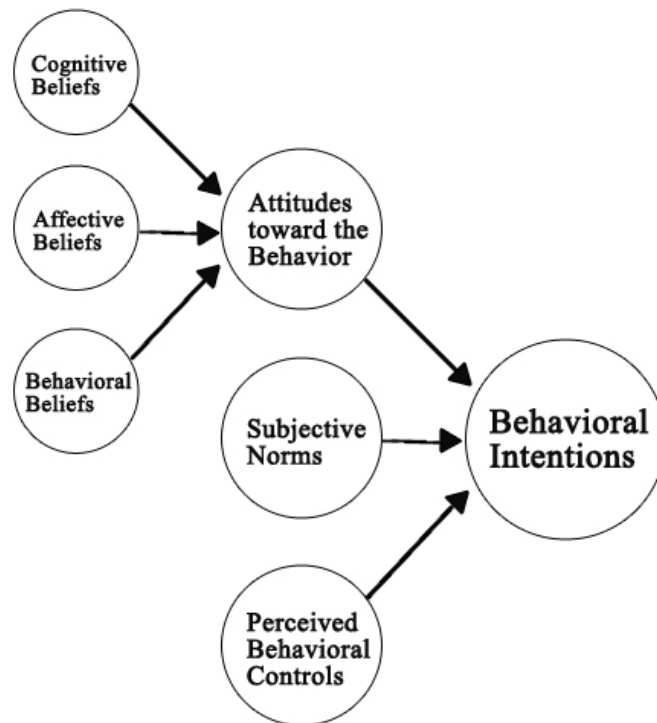 Cognitive
Beliefs
Affective
Beliefs
Behavioral
Beliefs
Attitudes
toward the
Behavior
Subjective
Norms
Perceived
Behavioral
Controls
Behavioral
Intentions